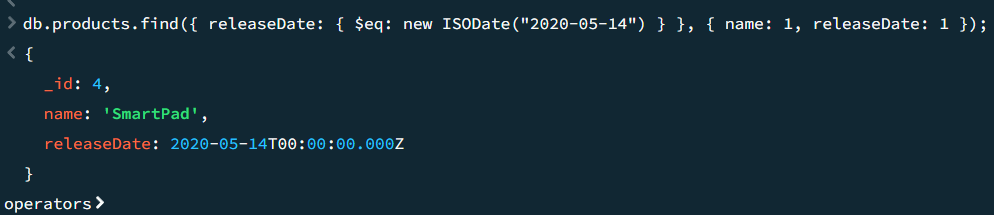 > db.products.find({ releaseDate: { $eq: new ISODate("2020-05-14") } }, { name: 1, releaseDate: 1 });
< {
_id: 4,
name: 'SmartPad',
releaseDate: 2020-05-14T00:00:00.000Z
}
operators>